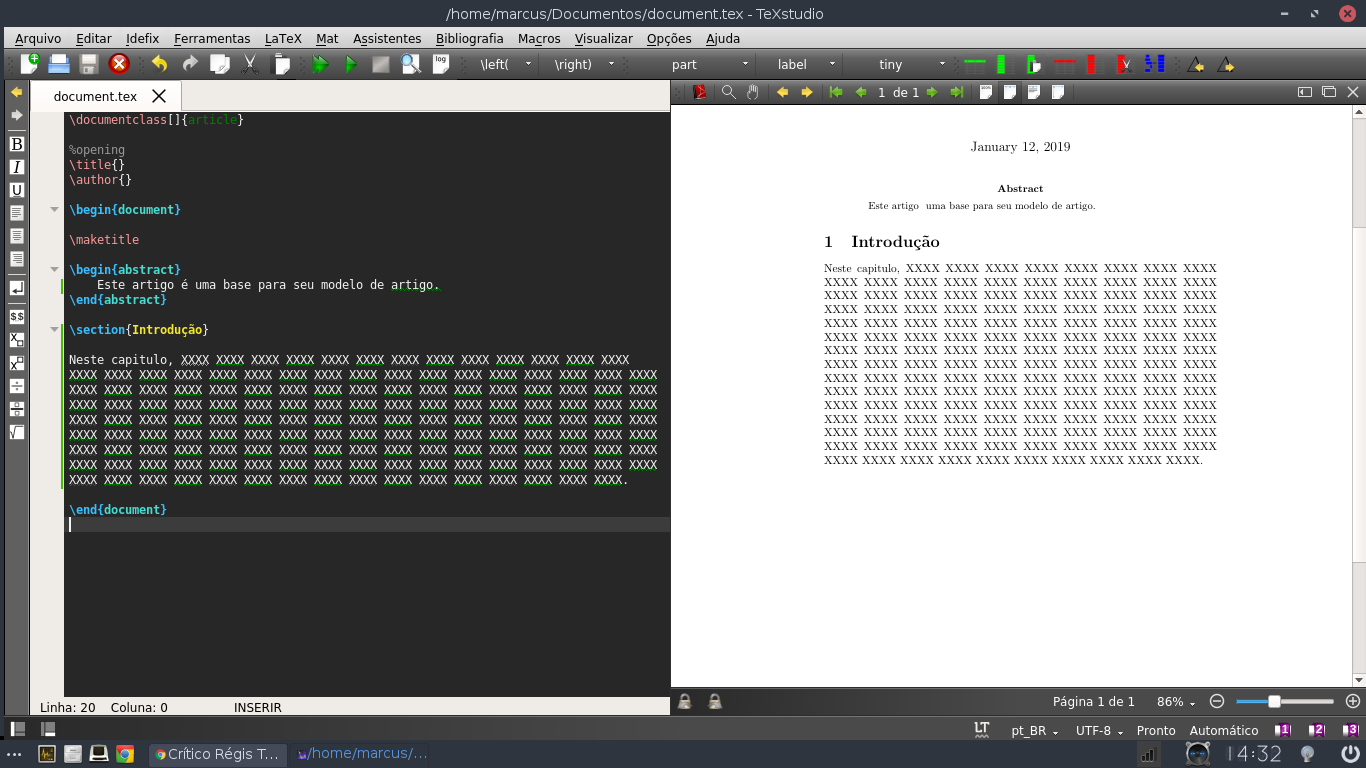 /home/marcus/Documentos/document.tex - TeXstudio
Arquivo Editar Idefix Ferramentas LaTeX Mat Assistentes Bibliografia Macros Visualizar Opções Ajuda
log \left( \right) part label tiny
document.tex
1 de 1
\documentclass[]{article}
%opening
\title{}
\author{}
\begin{document}
\maketitle
\begin{abstract}
Este artigo é uma base para seu modelo de artigo.
\end{abstract}
\section{Introdução}
Neste capitulo, XXXX XXXX XXXX XXXX XXXX XXXX XXXX XXXX XXXX XXXX XXXX XXXX XXXX
XXXX XXXX XXXX XXXX XXXX XXXX XXXX XXXX XXXX XXXX XXXX XXXX XXXX XXXX XXXX XXXX XXXX
XXXX XXXX XXXX XXXX XXXX XXXX XXXX XXXX XXXX XXXX XXXX XXXX XXXX XXXX XXXX XXXX XXXX
XXXX XXXX XXXX XXXX XXXX XXXX XXXX XXXX XXXX XXXX XXXX XXXX XXXX XXXX XXXX XXXX XXXX
XXXX XXXX XXXX XXXX XXXX XXXX XXXX XXXX XXXX XXXX XXXX XXXX XXXX XXXX XXXX XXXX XXXX
XXXX XXXX XXXX XXXX XXXX XXXX XXXX XXXX XXXX XXXX XXXX XXXX XXXX XXXX XXXX XXXX XXXX
XXXX XXXX XXXX XXXX XXXX XXXX XXXX XXXX XXXX XXXX XXXX XXXX XXXX XXXX XXXX XXXX XXXX
XXXX XXXX XXXX XXXX XXXX XXXX XXXX XXXX XXXX XXXX XXXX XXXX XXXX XXXX XXXX XXXX XXXX
XXXX XXXX XXXX XXXX XXXX XXXX XXXX XXXX XXXX XXXX XXXX XXXX XXXX XXXX XXXX XXXX.
\end{document}
B
I
U
$$
January 12, 2019
Abstract
Este artigo uma base para seu modelo de artigo.
1 Introdução
Neste capitulo, XXXX XXXX XXXX XXXX XXXX XXXX XXXX XXXX
XXXX XXXX XXXX XXXX XXXX XXXX XXXX XXXX XXXX XXXX
XXXX XXXX XXXX XXXX XXXX XXXX XXXX XXXX XXXX XXXX
XXXX XXXX XXXX XXXX XXXX XXXX XXXX XXXX XXXX XXXX
XXXX XXXX XXXX XXXX XXXX XXXX XXXX XXXX XXXX XXXX
XXXX XXXX XXXX XXXX XXXX XXXX XXXX XXXX XXXX XXXX
XXXX XXXX XXXX XXXX XXXX XXXX XXXX XXXX XXXX XXXX
XXXX XXXX XXXX XXXX XXXX XXXX XXXX XXXX XXXX XXXX
XXXX XXXX XXXX XXXX XXXX XXXX XXXX XXXX XXXX XXXX
XXXX XXXX XXXX XXXX XXXX XXXX XXXX XXXX XXXX XXXX
XXXX XXXX XXXX XXXX XXXX XXXX XXXX XXXX XXXX XXXX
XXXX XXXX XXXX XXXX XXXX XXXX XXXX XXXX XXXX XXXX
XXXX XXXX XXXX XXXX XXXX XXXX XXXX XXXX XXXX XXXX
XXXX XXXX XXXX XXXX XXXX XXXX XXXX XXXX XXXX XXXX
XXXX XXXX XXXX XXXX XXXX XXXX XXXX XXXX XXXX XXXX.
Linha: 20 Coluna: 0 INSERIR
Página 1 de 1 86%
LT pt_BR UTF-8 Pronto Automático 1 2 3
Crítico Régis T... /home/marcus/... 14:32